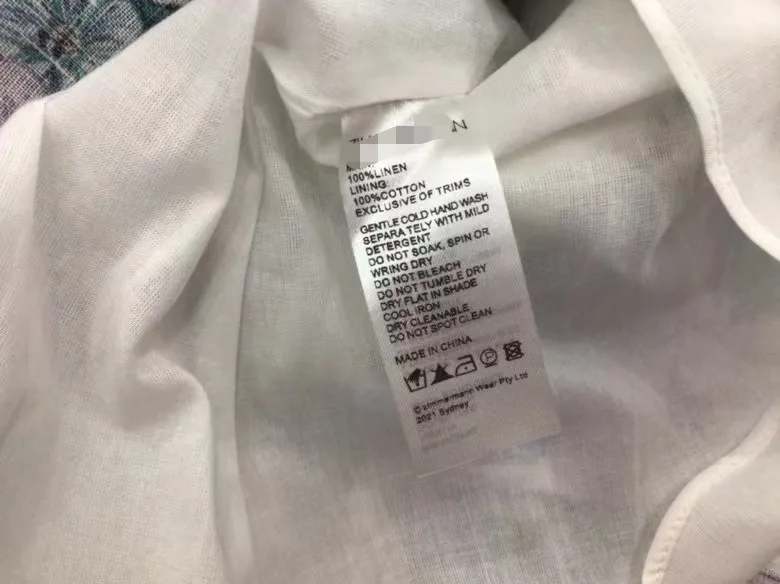 100%LINEN
LINING:
100%COTTON
EXCLUSIVE OF TRIMS
GENTLE COLD HAND WASH
SEPARATELY WITH MILD
DETERGENT
DO NOT SOAK, SPIN OR
WRING DRY
DO NOT BLEACH
DO NOT TUMBLE DRY
DRY FLAT IN SHADE
COOL IRON
DRY CLEANABLE
DO NOT SPOT CLEAN
MADE IN CHINA
© zimmermann Wear Pty Ltd
2021 Sydney